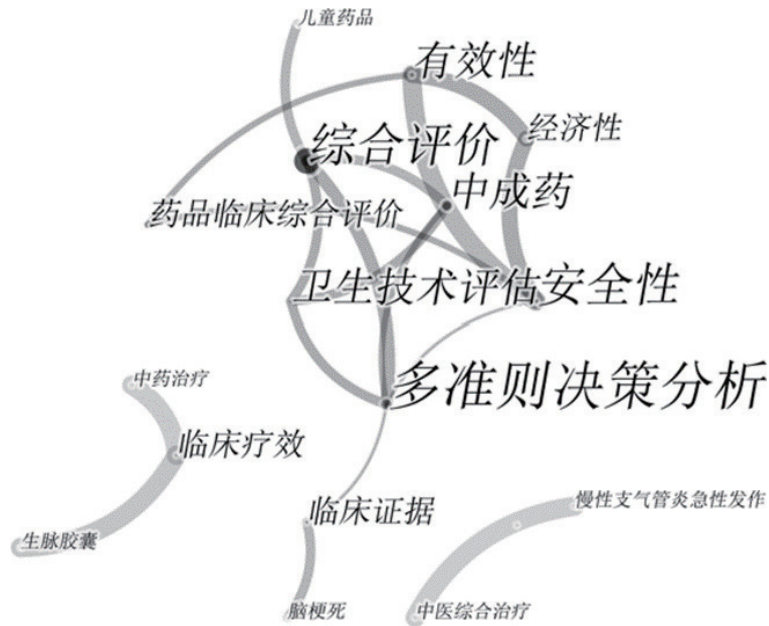 儿童药品
有效性
经济性
综合评价
中成药
药品临床综合评价
卫生技术评估
安全性
多准则决策分析
中药治疗
临床疗效
慢性支气管炎急性发作
临床证据
生脉胶囊
脑梗死
中医综合治疗